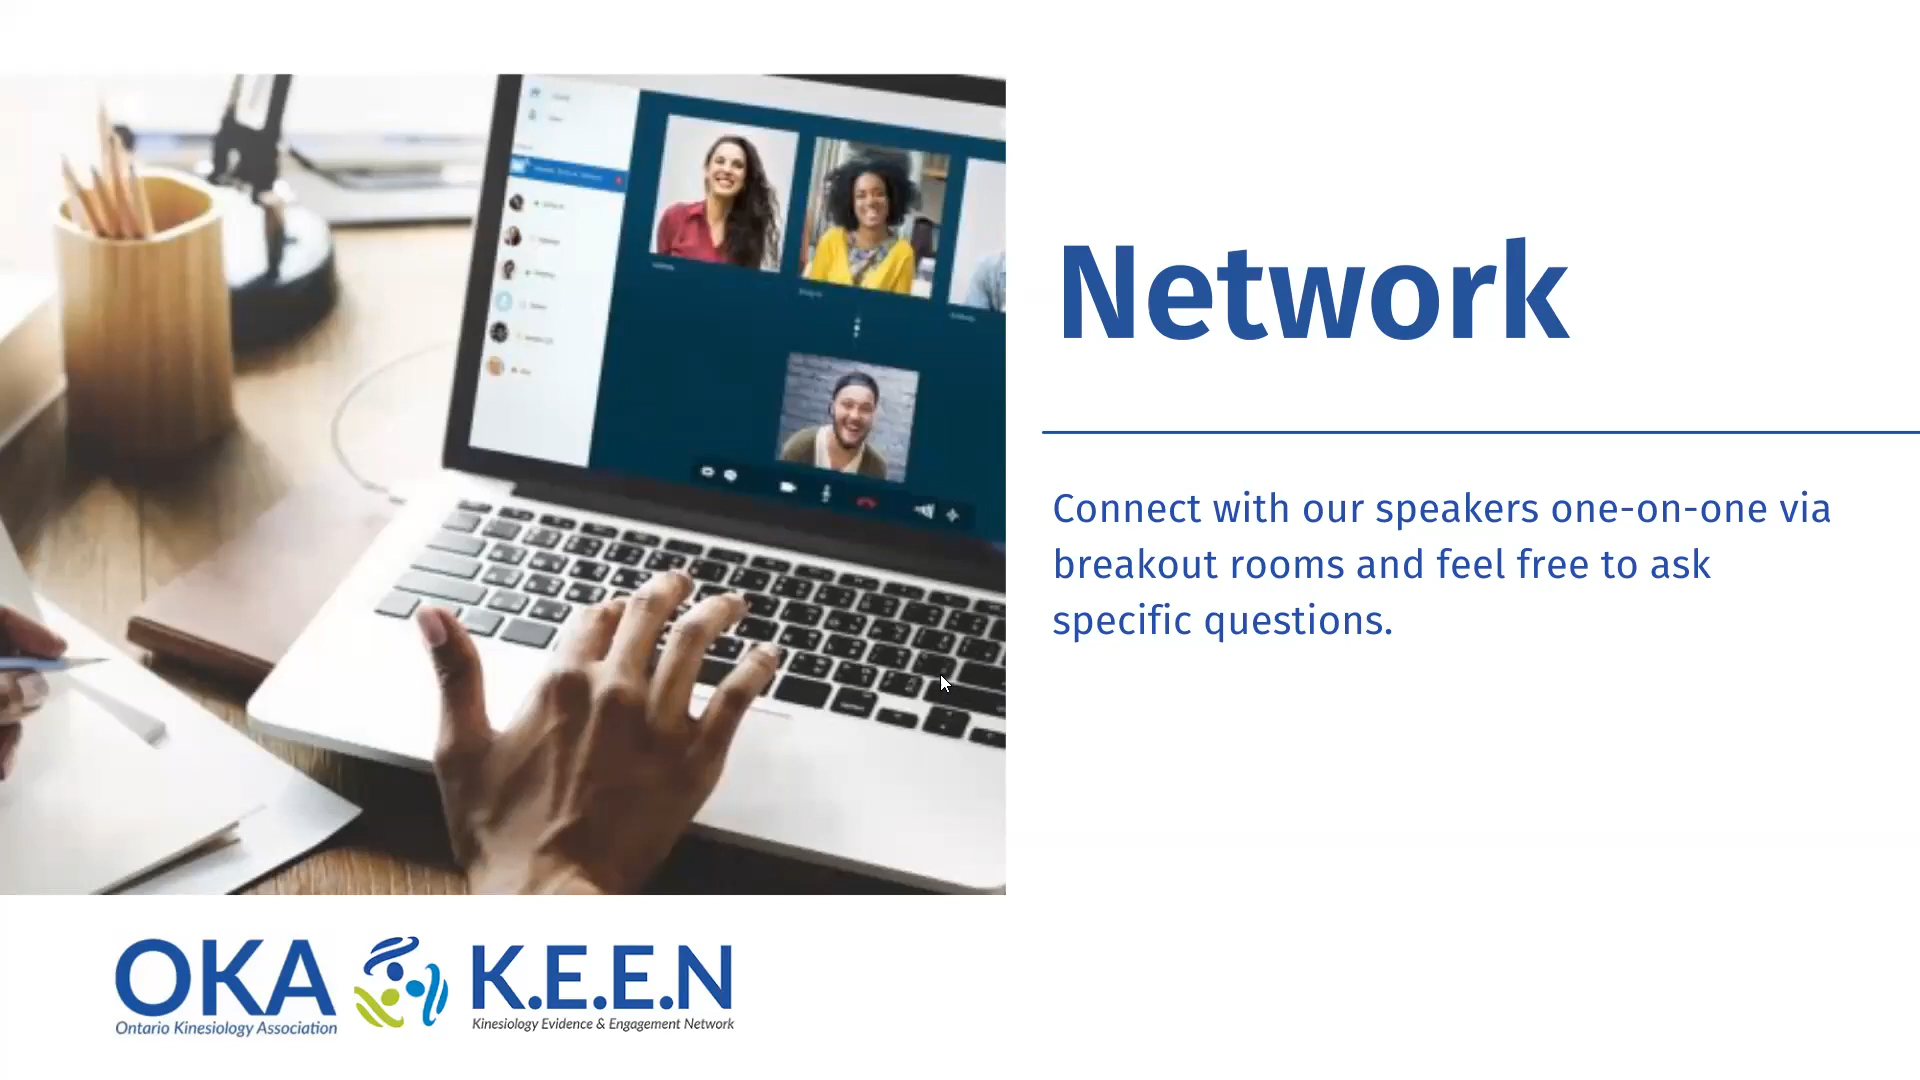 Network
Connect with our speakers one-on-one via
breakout rooms and feel free to ask
specific questions.
OKA
Ontario Kinesiology Association
K.E.E.N
Kinesiology Evidence & Engagement Network